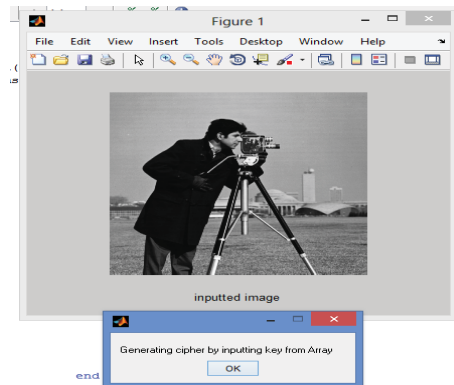 Figure 1
File Edit View Insert Tools Desktop Window Help
inputted image
Generating cipher by inputting key from Array
OK
end